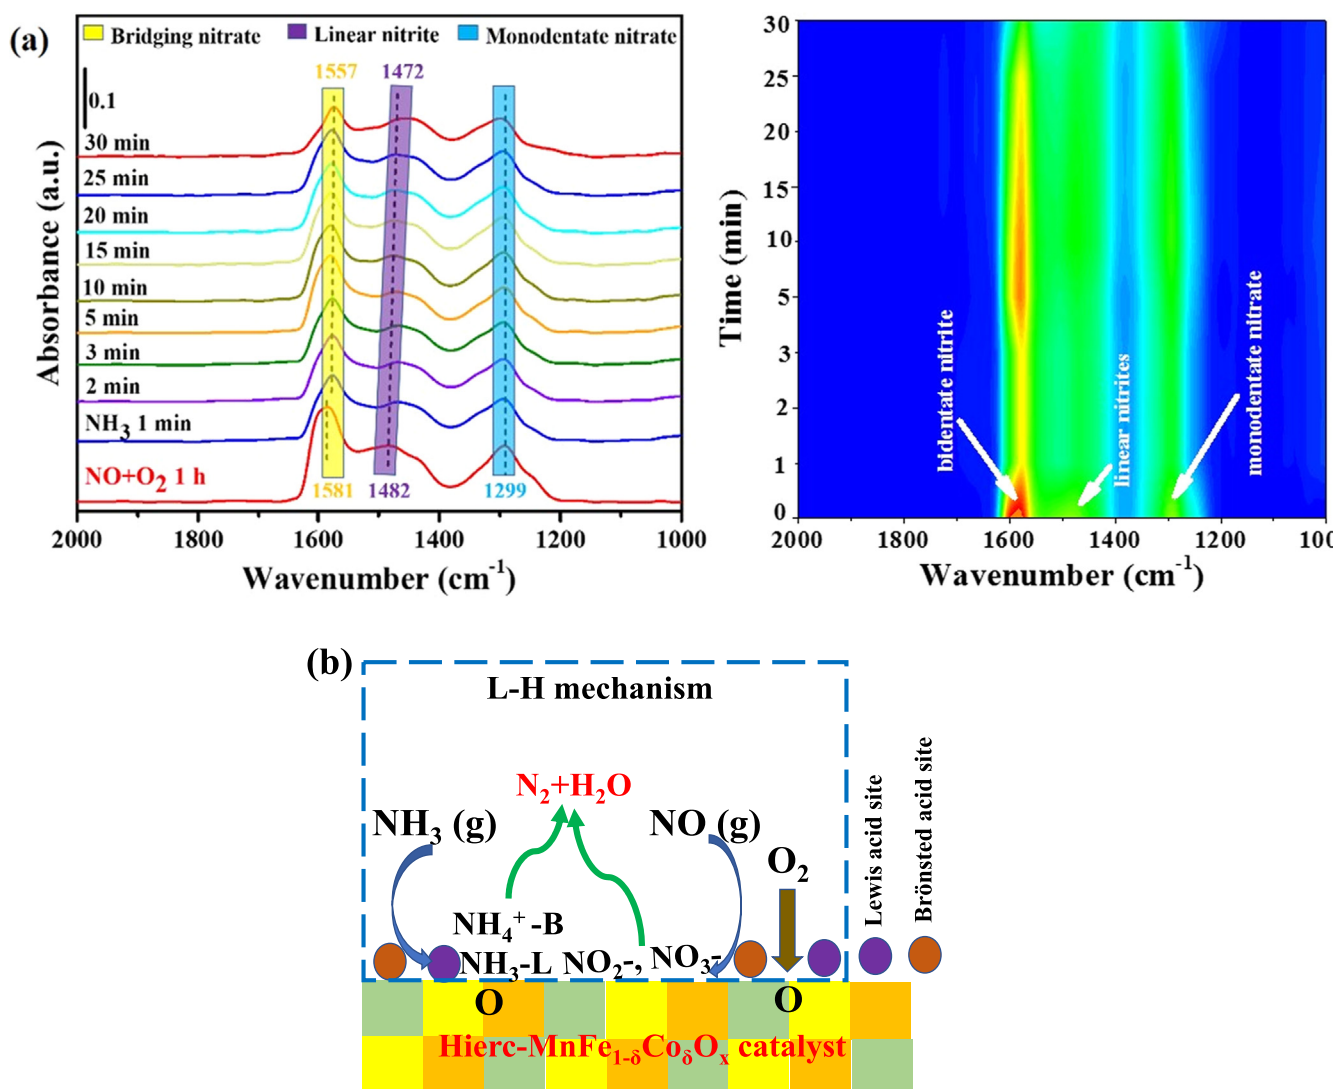 (a)
Bridging nitrate
Linear nitrite
Monodentate nitrate
1557
1472
0.1
30 min
25 min
20 min
15 min
10 min
5 min
3 min
2 min
NH3 1 min
NO+O2 1 h
1581
1482
1299
Absorbance (a.u.)
2000
1800
1600
1400
1200
1000
Wavenumber (cm-1)
30
25
20
15
10
5
3
2
1
0
Time (min)
bidentate nitrite
linear nitrites
monodentate nitrate
2000
1800
1600
1400
1200
100
Wavenumber (cm-1)
(b)
L-H mechanism
N2+H2O
NH3 (g)
NO (g)
O2
NH4+ -B
NH3-L NO2-, NO3-
Lewis acid site
Brönsted acid site
O
O
Hierc-MnFe1-δCoδOx catalyst